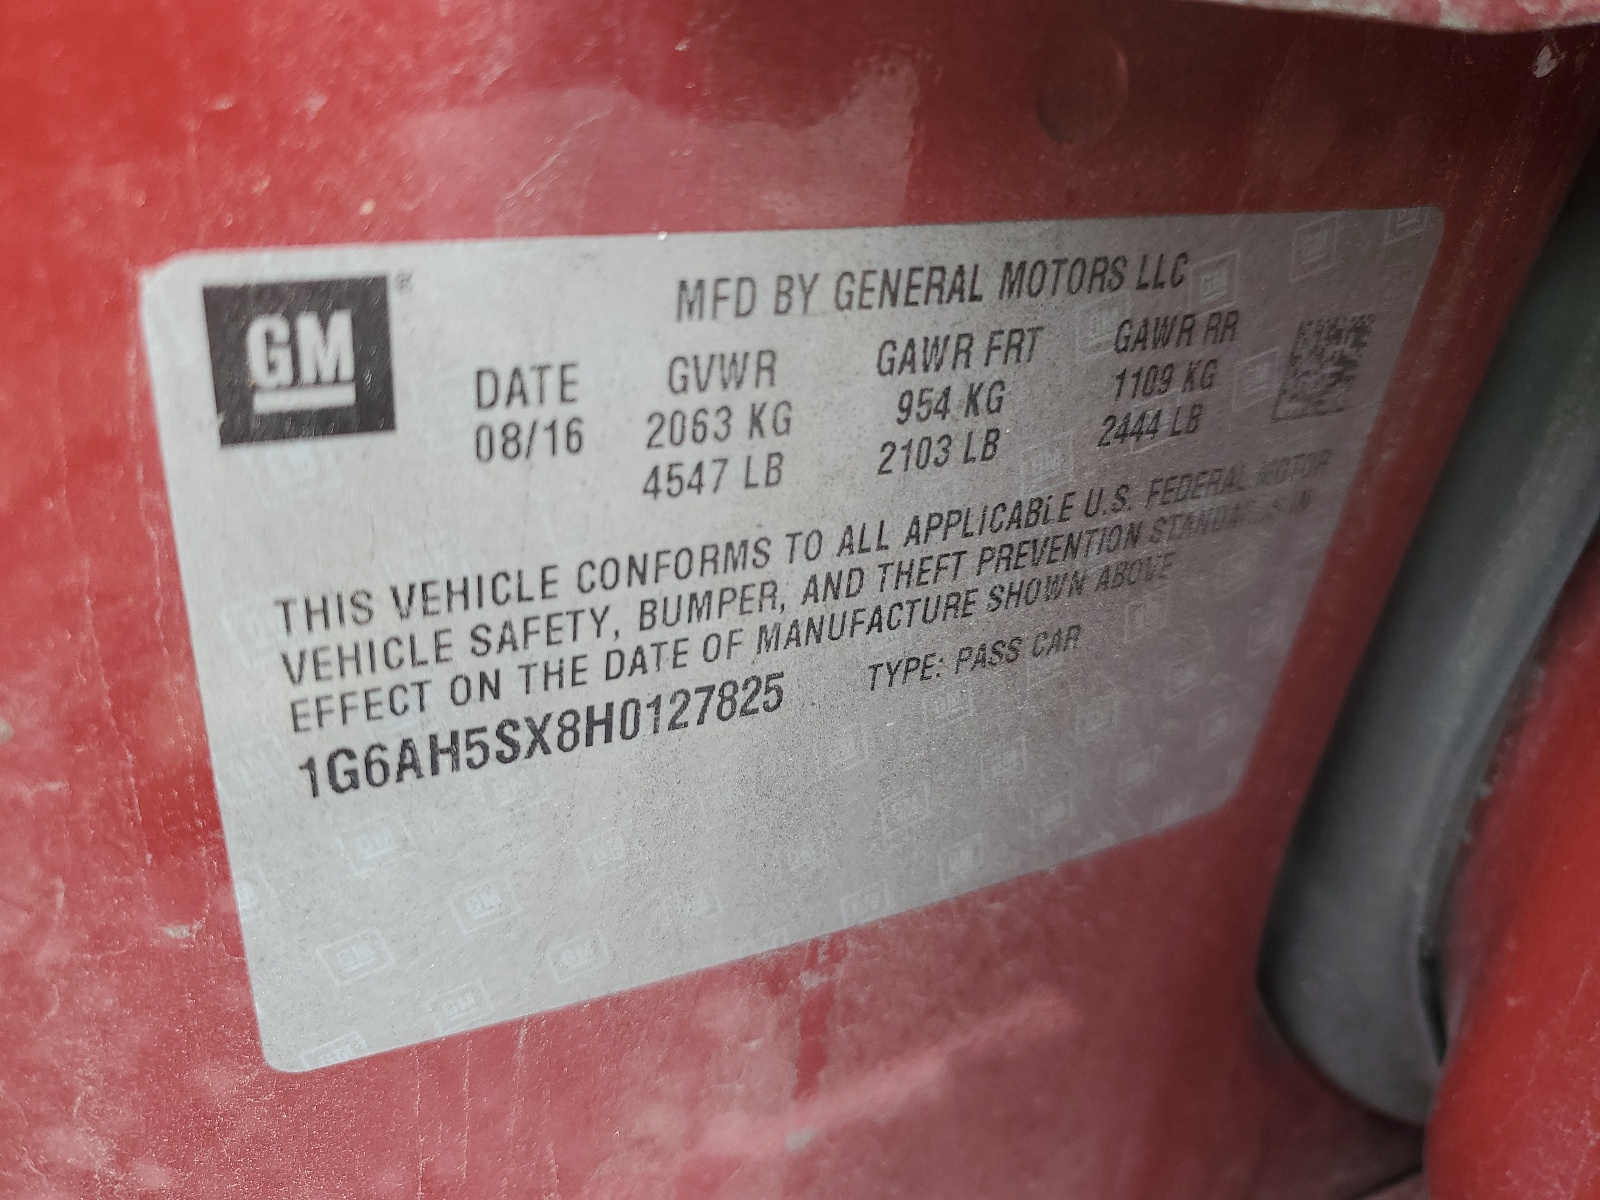 GM
MFD BY GENERAL MOTORS LLC
DATE GVWR GAWR FRT GAWR RR
08/16 2063 KG 954 KG 1109 KG
4547 LB 2103 LB 2444 LB
THIS VEHICLE CONFORMS TO ALL APPLICABLE U.S. FEDERAL MOTOR
VEHICLE SAFETY, BUMPER, AND THEFT PREVENTION STANDARDS IN
EFFECT ON THE DATE OF MANUFACTURE SHOWN ABOVE
1G6AH5SX8H0127825 TYPE: PASS CAR